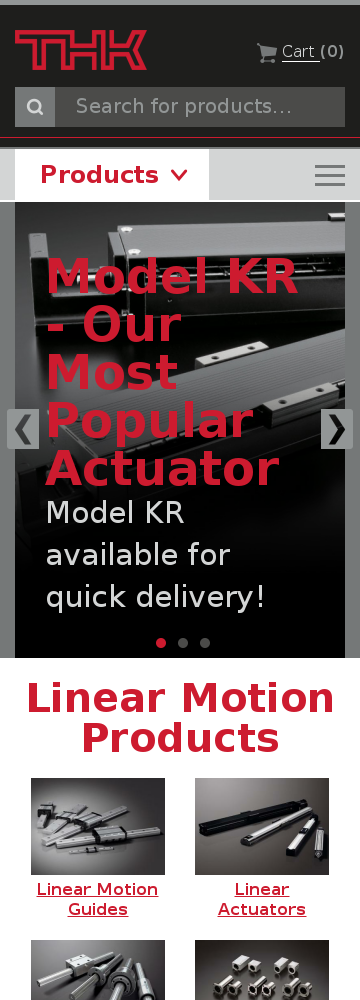 THK
Cart (0)
Search for products...
Products
Model KR
- Our
Most
Popular
Actuator
Model KR
available for
quick delivery!
Linear Motion
Products
Linear Motion
Guides
Linear
Actuators